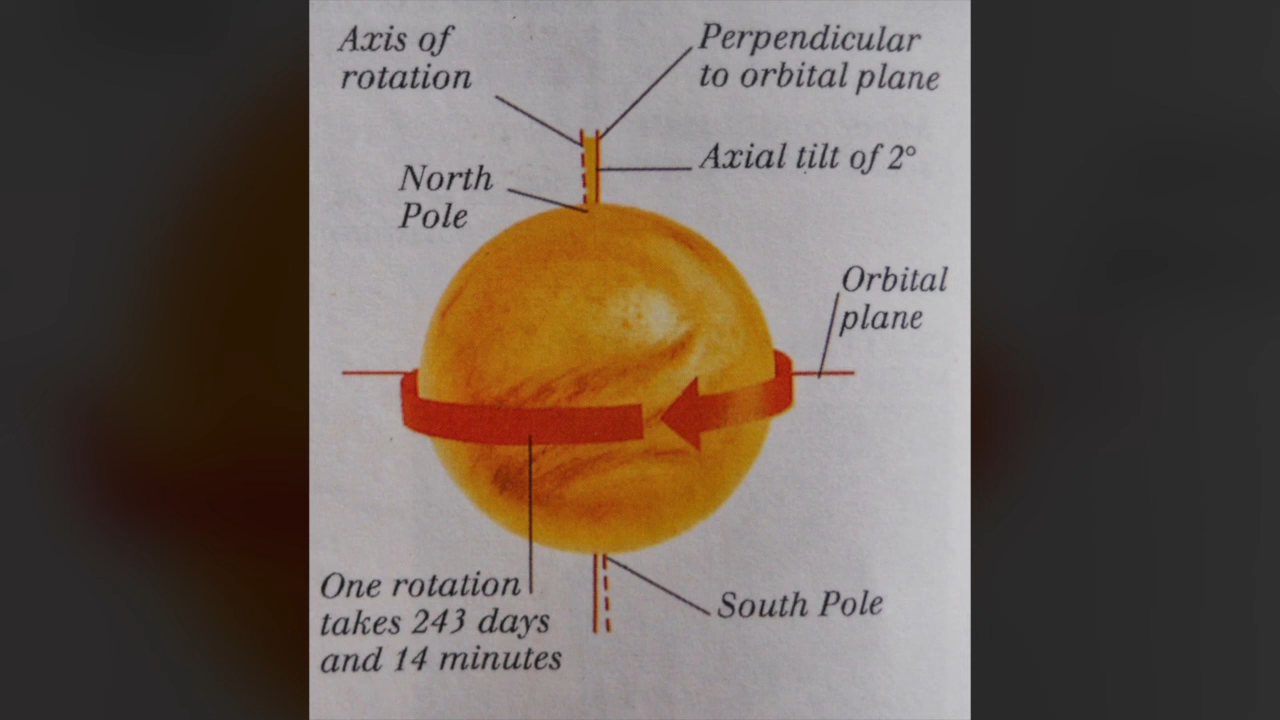 Axis of
rotation
Perpendicular
to orbital plane
Axial tilt of 2°
North
Pole
Orbital
plane
One rotation
takes 243 days
and 14 minutes
South Pole